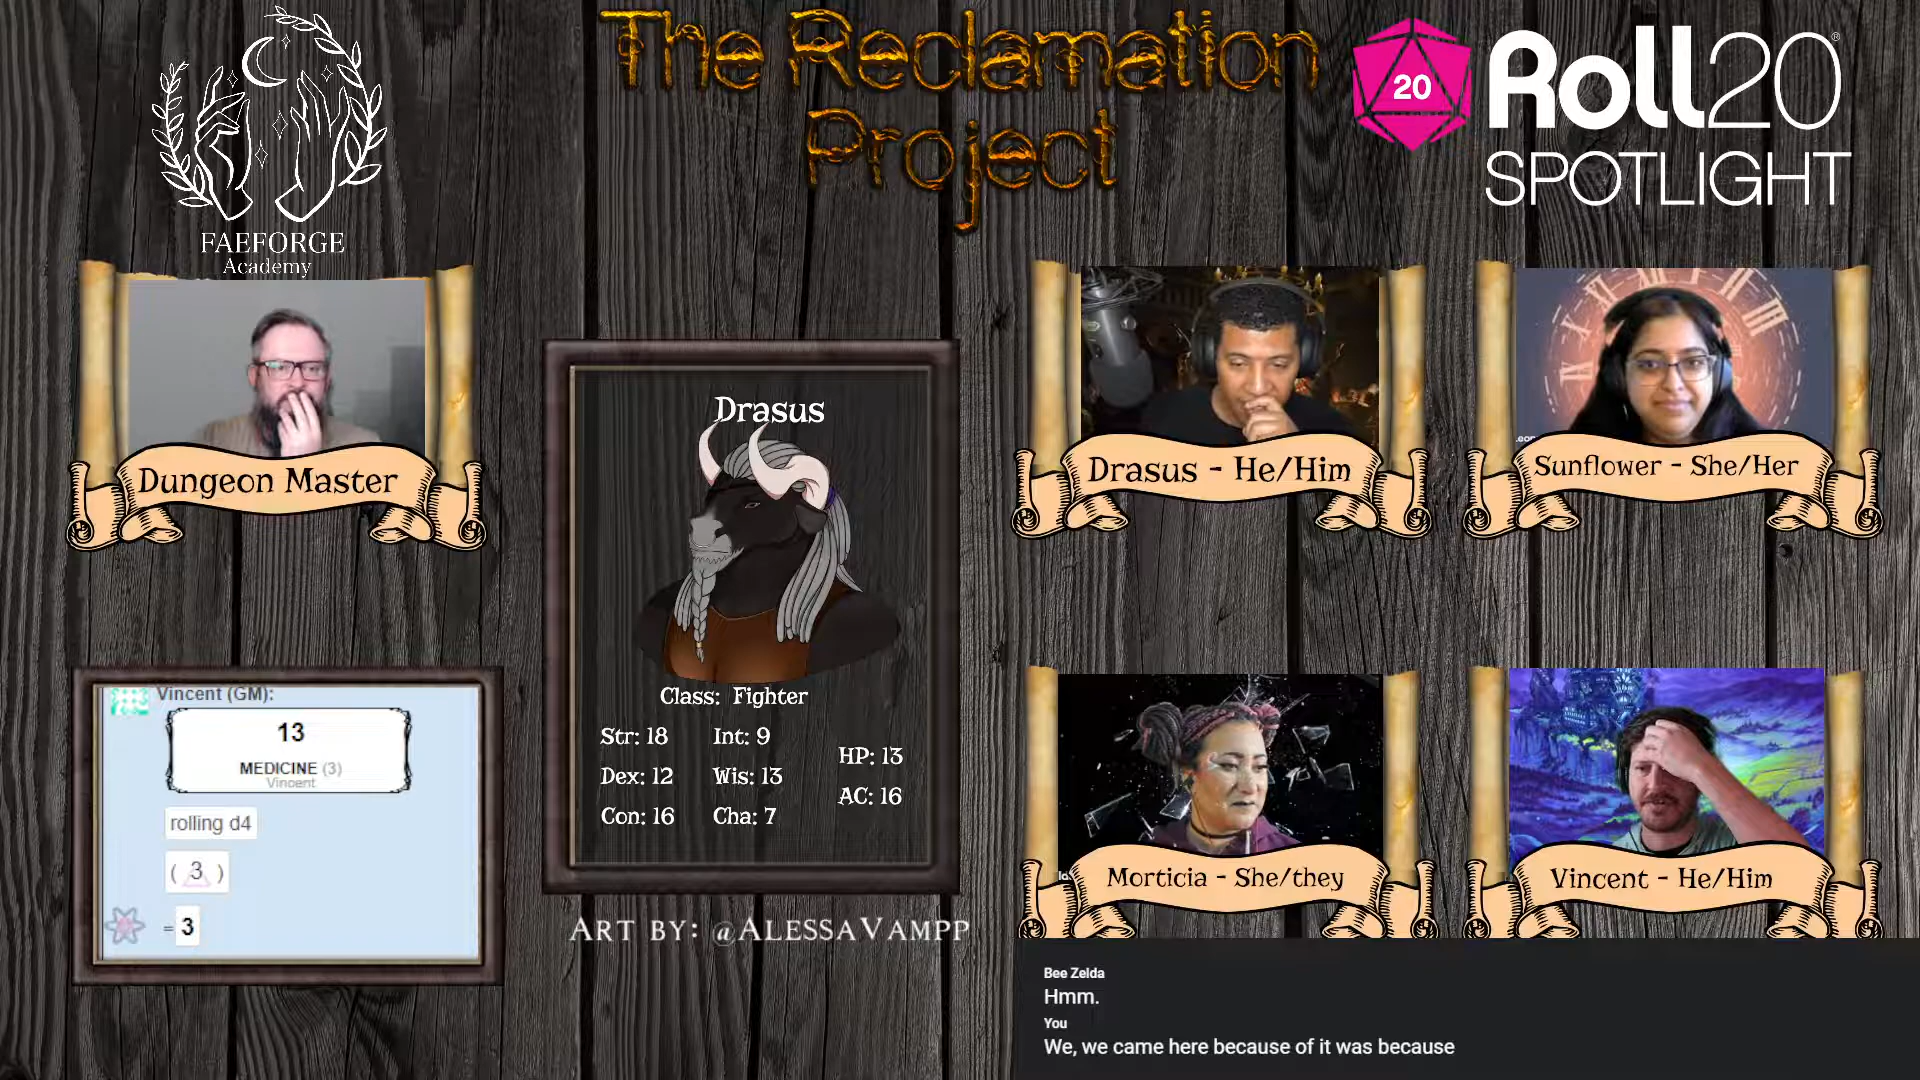 The Reclamation
Project
20
Roll20®
SPOTLIGHT
FAEFORGE
Academy
Dungeon Master
Drasus - He/Him
Sunflower - She/Her
Drasus
Class: Fighter
Str: 18
Int: 9
HP: 13
Dex: 12
Wis: 13
AC: 16
Con: 16
Cha: 7
Vincent (GM):
13
MEDICINE (3)
Vincent
rolling d4
( 3 )
= 3
Morticia - She/they
Vincent - He/Him
ART BY: @ALESSAVAMPP
Bee Zelda
Hmm.
You
We, we came here because of it was because